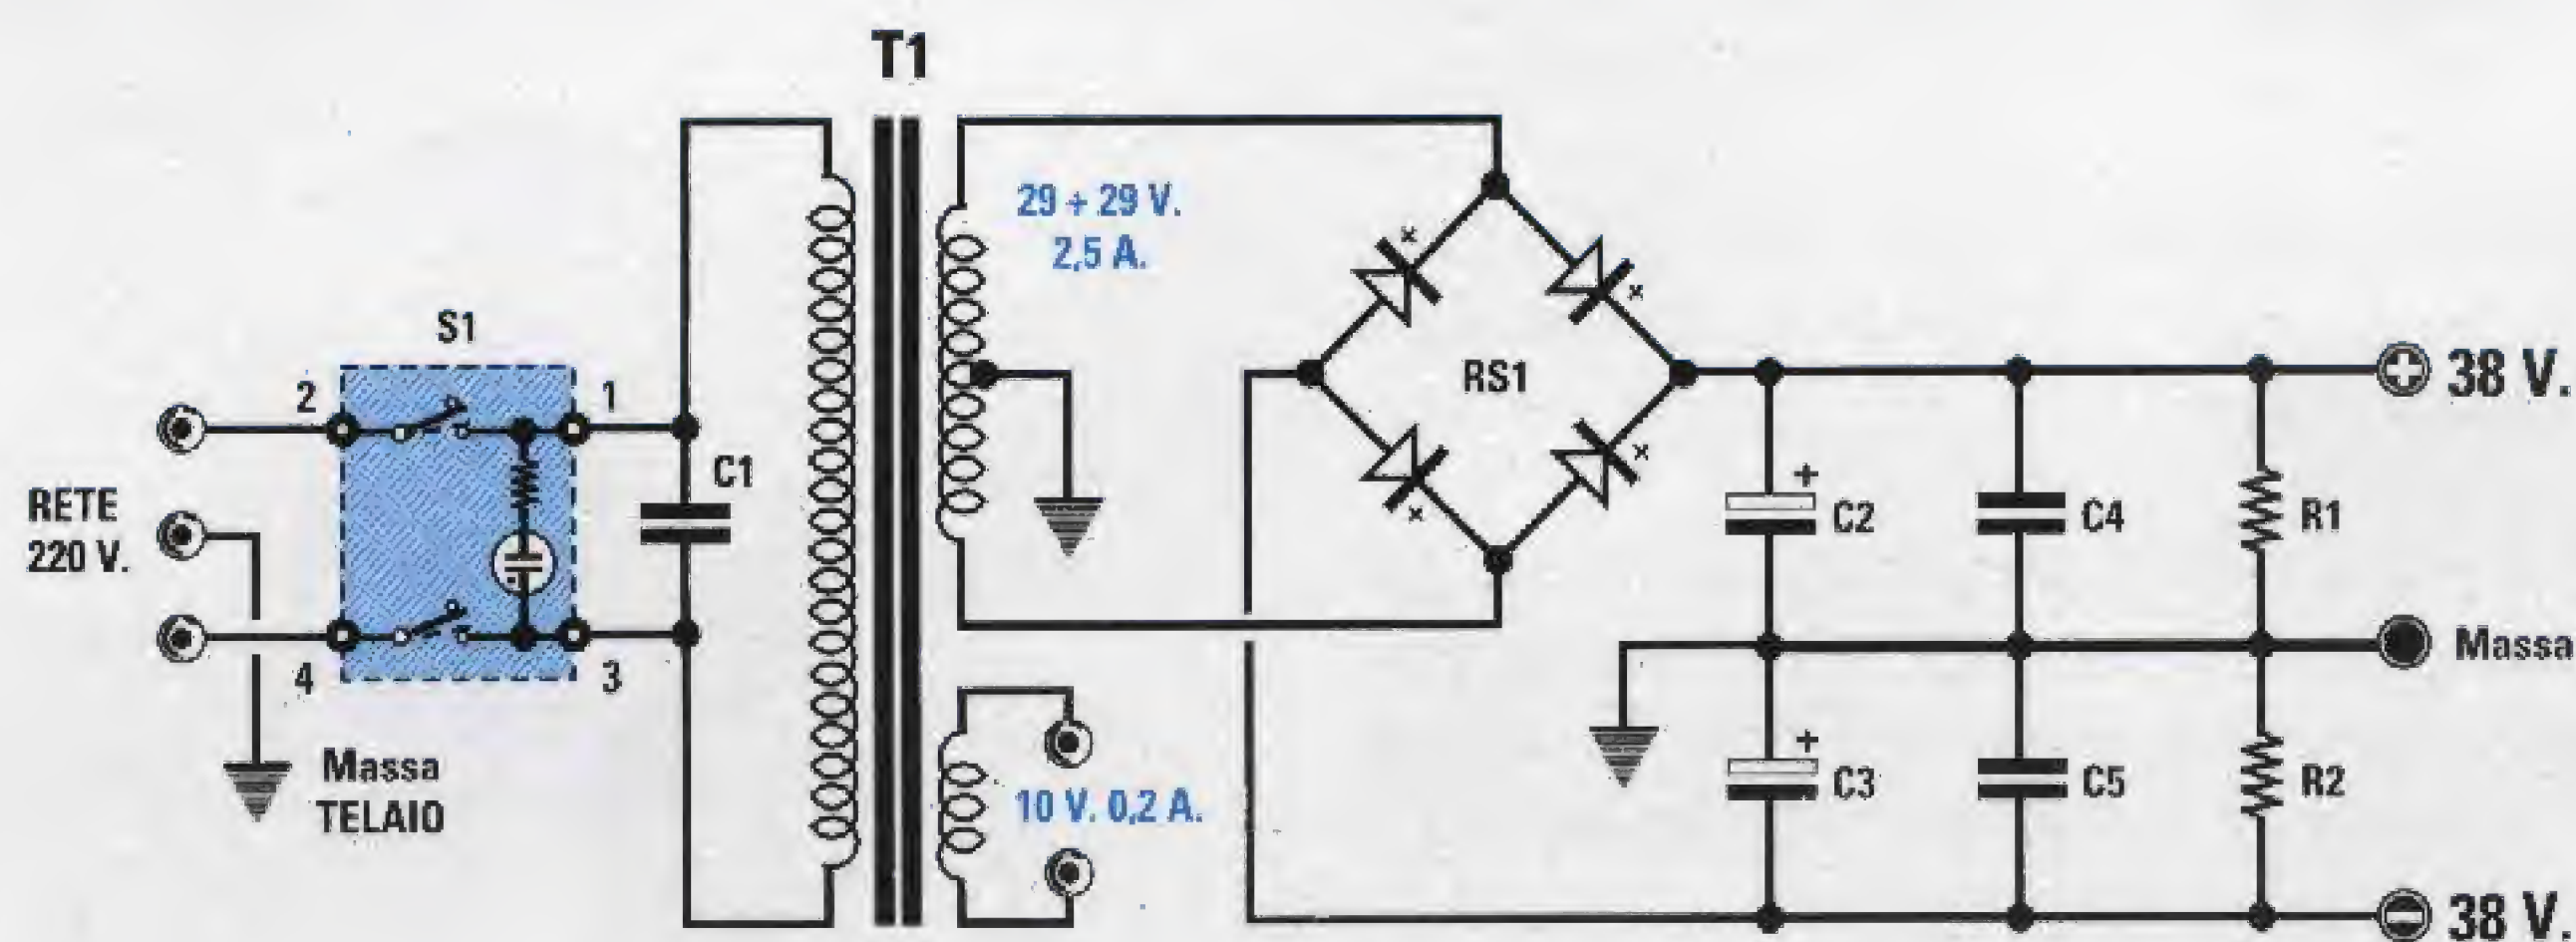 T1
29 + 29 V.
2,5 A.
S1
2
1
RS1
+
38 V.
C1
+
C2
C4
R1
RETE
220 V.
4
3
Massa
+
C3
C5
R2
Massa
TELAIO
10 V. 0,2 A.
38 V.